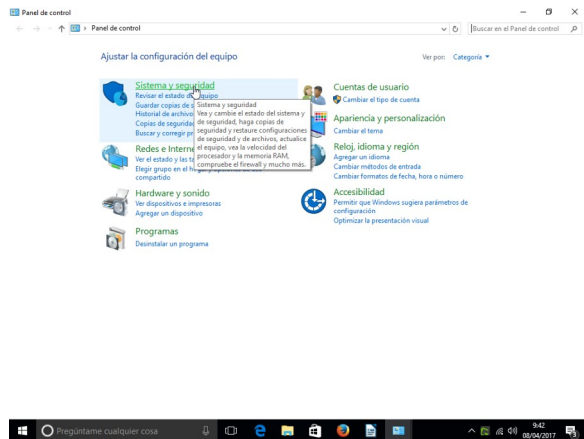 Panel de control
Panel de control
Buscar en el Panel de control
Ajustar la configuración del equipo
Ver por: Categoría
Sistema y seguridad
Revisar el estado del equipo
Guardar copias de s
Historial de archivo
Copias de seguridad
Buscar y corregir pr
Sistema y seguridad
Vea y cambie el estado del sistema y
de seguridad, haga copias de
seguridad y restaure configuraciones
de seguridad y de archivos, actualice
el equipo, vea la velocidad del
procesador y la memoria RAM,
compruebe el firewall y mucho más.
Redes e Interne
Ver el estado y las ta
Elegir grupo en el
compartido
Hardware y sonido
Ver dispositivos e impresoras
Agregar un dispositivo
Programas
Desinstalar un programa
Cuentas de usuario
Cambiar el tipo de cuenta
Apariencia y personalización
Cambiar el tema
Reloj, idioma y región
Agregar un idioma
Cambiar métodos de entrada
Cambiar formatos de fecha, hora o número
Accesibilidad
Permitir que Windows sugiera parámetros de
configuración
Optimizar la presentación visual
Pregúntame cualquier cosa
9:42
08/04/2017